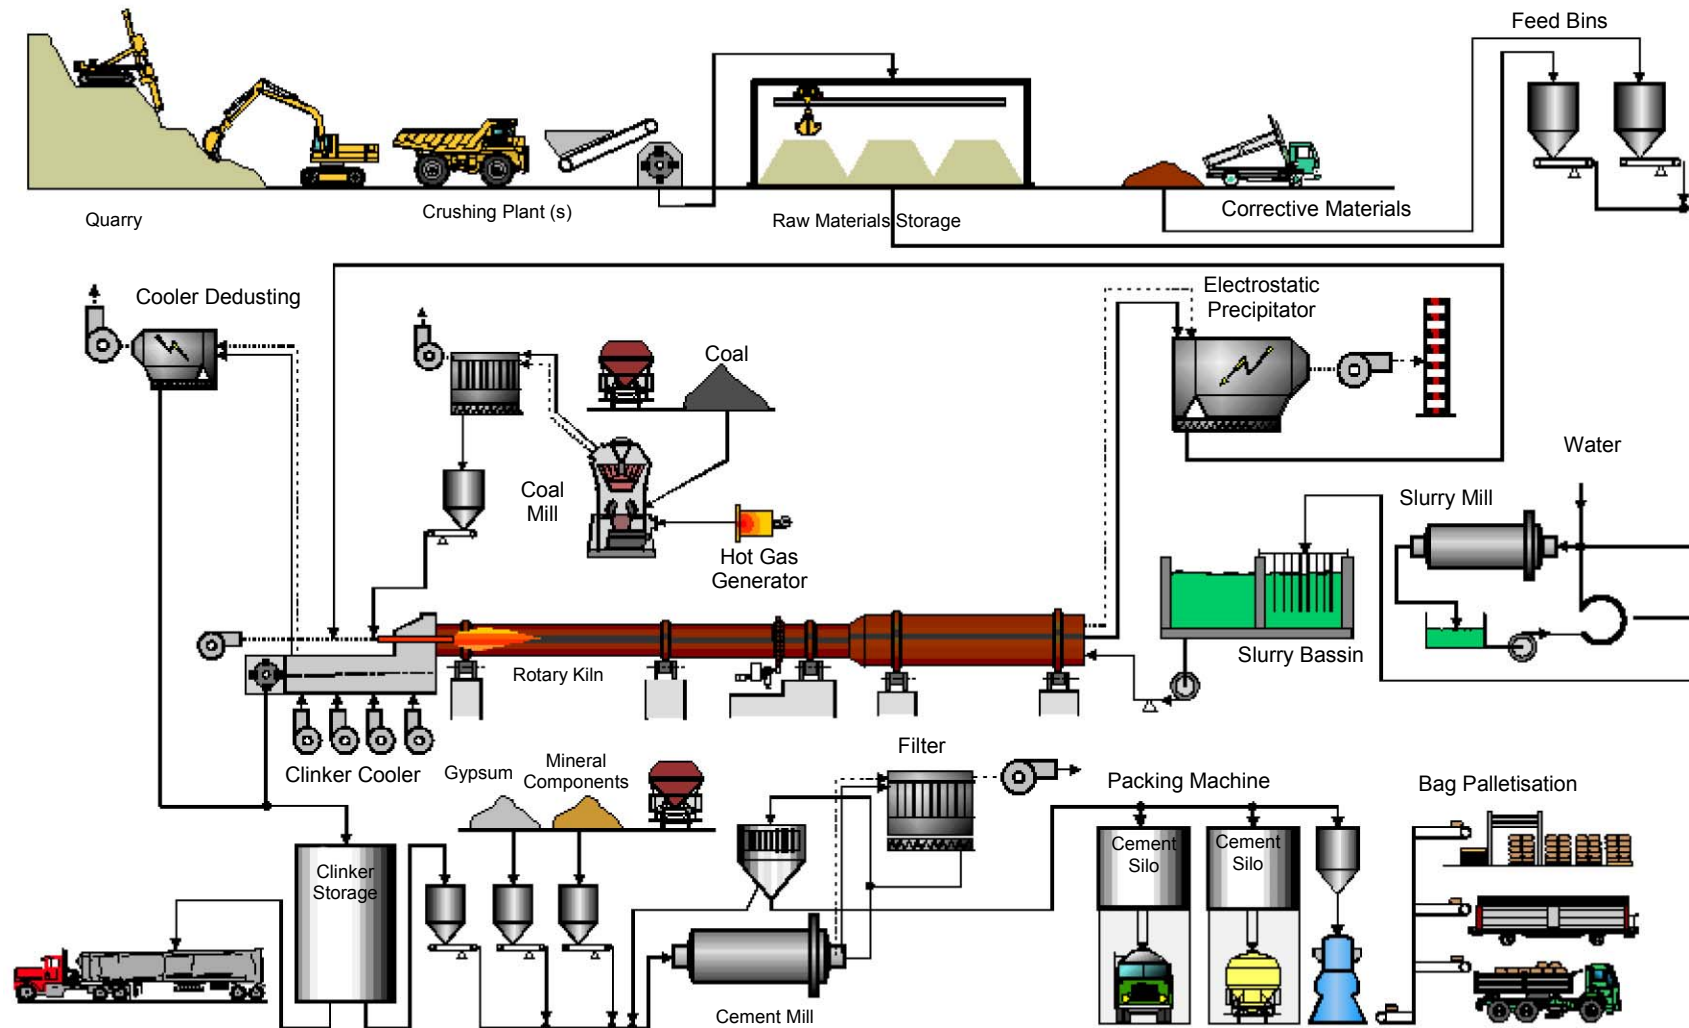 Feed Bins
Quarry
Crushing Plant (s)
Raw Materials Storage
Corrective Materials
Cooler Dedusting
Electrostatic
Precipitator
Coal
Water
Coal
Mill
Slurry Mill
Hot Gas
Generator
Rotary Kiln
Slurry Bassin
Clinker Cooler
Gypsum
Mineral
Components
Filter
Packing Machine
Bag Palletisation
Clinker
Storage
Cement
Silo
Cement
Silo
Cement Mill